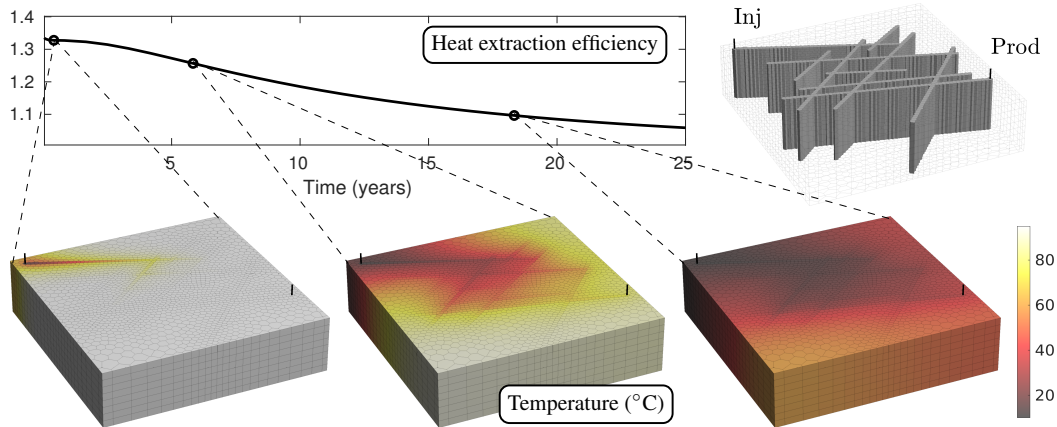 1.4
1.3
1.2
1.1
Heat extraction efficiency
5
10
15
20
25
Time (years)
Inj
Prod
80
60
40
20
Temperature (°C)